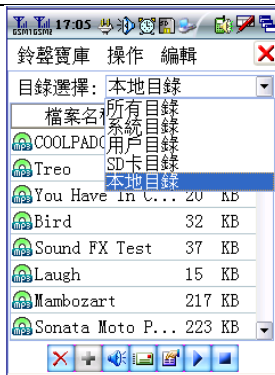 GSM1 GSM2 17:05
鈴聲寶庫 操作 編輯
目錄選擇: 本地目錄
所有目錄
系統目錄
用戶目錄
SD卡目錄
本地目錄
檔案名
COOLPAD
Treo
You Have In C... 20 KB
Bird 32 KB
Sound FX Test 37 KB
Laugh 15 KB
Mambozart 217 KB
Sonata Moto P... 223 KB